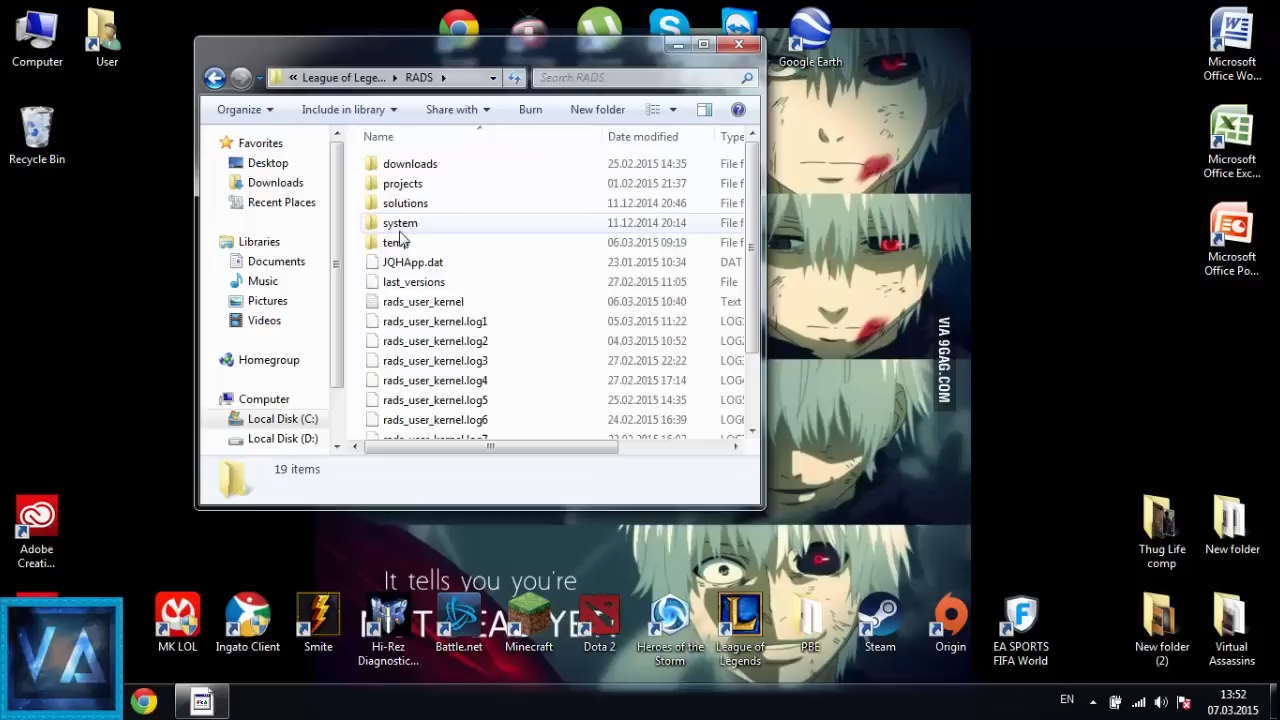 Computer
User
Recycle Bin
Google Earth
Microsoft
Office Wo...
Microsoft
Office Exc...
Microsoft
Office Po...
« League of Lege... RADS
Search RADS
Organize Include in library Share with Burn New folder
Name Date modified Type
Favorites
Desktop
Downloads
Recent Places
Libraries
Documents
Music
Pictures
Videos
Homegroup
Computer
Local Disk (C:)
Local Disk (D:)
downloads 25.02.2015 14:35 File f
projects 01.02.2015 21:37 File f
solutions 11.12.2014 20:46 File f
system 11.12.2014 20:14 File f
06.03.2015 09:19 File f
JQHApp.dat 23.01.2015 10:34 DAT
last_versions 27.02.2015 11:05 File
rads_user_kernel 06.03.2015 10:40 Text
rads_user_kernel.log1 05.03.2015 11:22
rads_user_kernel.log2 04.03.2015 10:52
rads_user_kernel.log3 27.02.2015 22:22
rads_user_kernel.log4 27.02.2015 17:14
rads_user_kernel.log5 25.02.2015 14:35
rads_user_kernel.log6 24.02.2015 16:39
19 items
VIA 9GAG.COM
It tells you you're
Adobe
Creati...
Thug Life
comp
New folder
MK LOL
Ingato Client
Smite
Hi-Rez
Diagnostic...
Battle.net
Minecraft
Dota 2
Heroes of the
Storm
League of
Legends
PBE
Steam
Origin
EA SPORTS
FIFA World
New folder
(2)
Virtual
Assassins
EN
13:52
07.03.2015